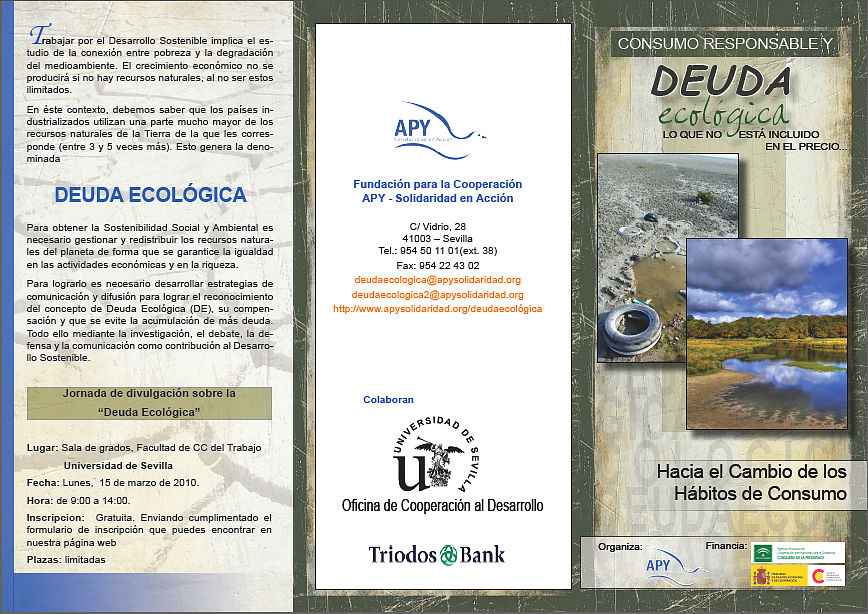 Trabajar por el Desarrollo Sostenible implica el es-
tudio de la conexión entre pobreza y la degradación
del medioambiente. El crecimiento económico no se
producirá si no hay recursos naturales, al no ser estos
ilimitados.
En éste contexto, debemos saber que los países in-
dustrializados utilizan una parte mucho mayor de los
recursos naturales de la Tierra de la que les corres-
ponde (entre 3 y 5 veces más). Esto genera la deno-
minada
DEUDA ECOLÓGICA
Para obtener la Sostenibilidad Social y Ambiental es
necesario gestionar y redistribuir los recursos natura-
les del planeta de forma que se garantice la igualdad
en las actividades económicas y en la riqueza.
Para lograrlo es necesario desarrollar estrategias de
comunicación y difusión para lograr el reconocimiento
del concepto de Deuda Ecológica (DE), su compen-
sación y que se evite la acumulación de más deuda.
Todo ello mediante la investigación, el debate, la de-
fensa y la comunicación como contribución al Desarro-
llo Sostenible.
Jornada de divulgación sobre la
“Deuda Ecológica”
Lugar: Sala de grados, Facultad de CC del Trabajo
Universidad de Sevilla
Fecha: Lunes, 15 de marzo de 2010.
Hora: de 9:00 a 14:00.
Inscripcion: Gratuita. Enviando cumplimentado el
formulario de inscripción que puedes encontrar en
nuestra página web
Plazas: limitadas
APY
Solidaridad en Acción
Fundación para la Cooperación
APY - Solidaridad en Acción
C/ Vidrio, 28
41003 – Sevilla
Tel.: 954 50 11 01(ext. 38)
Fax: 954 22 43 02
deudaecologica@apysolidaridad.org
deudaecologica2@apysolidaridad.org
http://www.apysolidaridad.org/deudaecológica
Colaboran
UNIVERSIDAD DE SEVILLA
u
Oficina de Cooperación al Desarrollo
Triodos Bank
CONSUMO RESPONSABLE Y
DEUDA
ecológica
LO QUE NO ESTÁ INCLUIDO
EN EL PRECIO...
Hacia el Cambio de los
Hábitos de Consumo
Organiza:
APY
Financia:
CONSEJERÍA DE LA PRESIDENCIA